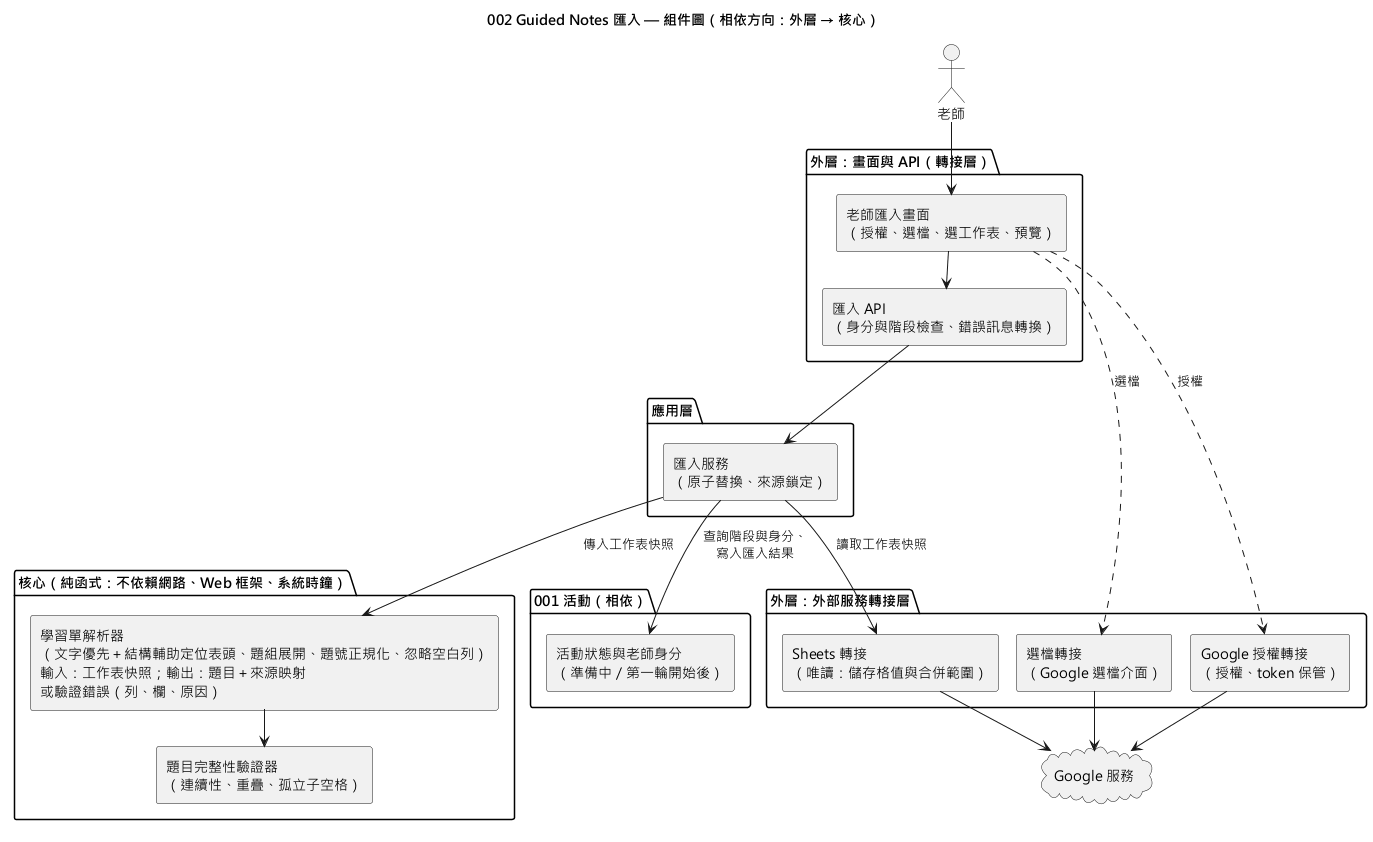 002 Guided Notes 匯入 — 組件圖（相依方向：外層 → 核心）
老師
外層：畫面與 API（轉接層）
老師匯入畫面
（授權、選檔、選工作表、預覽）
匯入 API
（身分與階段檢查、錯誤訊息轉換）
選檔
授權
應用層
匯入服務
（原子替換、來源鎖定）
傳入工作表快照
查詢階段與身分、
寫入匯入結果
讀取工作表快照
核心（純函式：不依賴網路、Web 框架、系統時鐘）
學習單解析器
（文字優先＋結構輔助定位表頭、題組展開、題號正規化、忽略空白列）
輸入：工作表快照；輸出：題目＋來源映射
或驗證錯誤（列、欄、原因）
題目完整性驗證器
（連續性、重疊、孤立子空格）
001 活動（相依）
活動狀態與老師身分
（準備中／第一輪開始後）
外層：外部服務轉接層
Sheets 轉接
（唯讀：儲存格值與合併範圍）
選檔轉接
（Google 選檔介面）
Google 授權轉接
（授權、token 保管）
Google 服務